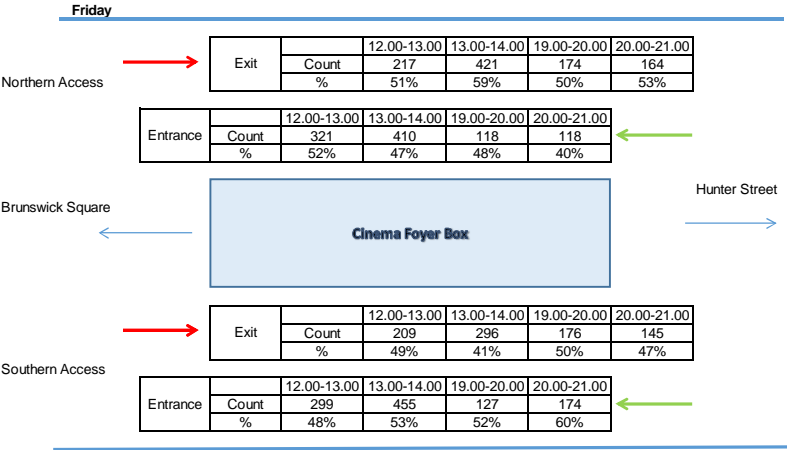 Friday
12.00-13.00 13.00-14.00 19.00-20.00 20.00-21.00
Exit Count 217 421 174 164
% 51% 59% 50% 53%
Northern Access
12.00-13.00 13.00-14.00 19.00-20.00 20.00-21.00
Entrance Count 321 410 118 118
% 52% 47% 48% 40%
Hunter Street
Brunswick Square
Cinema Foyer Box
12.00-13.00 13.00-14.00 19.00-20.00 20.00-21.00
Exit Count 209 296 176 145
% 49% 41% 50% 47%
Southern Access
12.00-13.00 13.00-14.00 19.00-20.00 20.00-21.00
Entrance Count 299 455 127 174
% 48% 53% 52% 60%